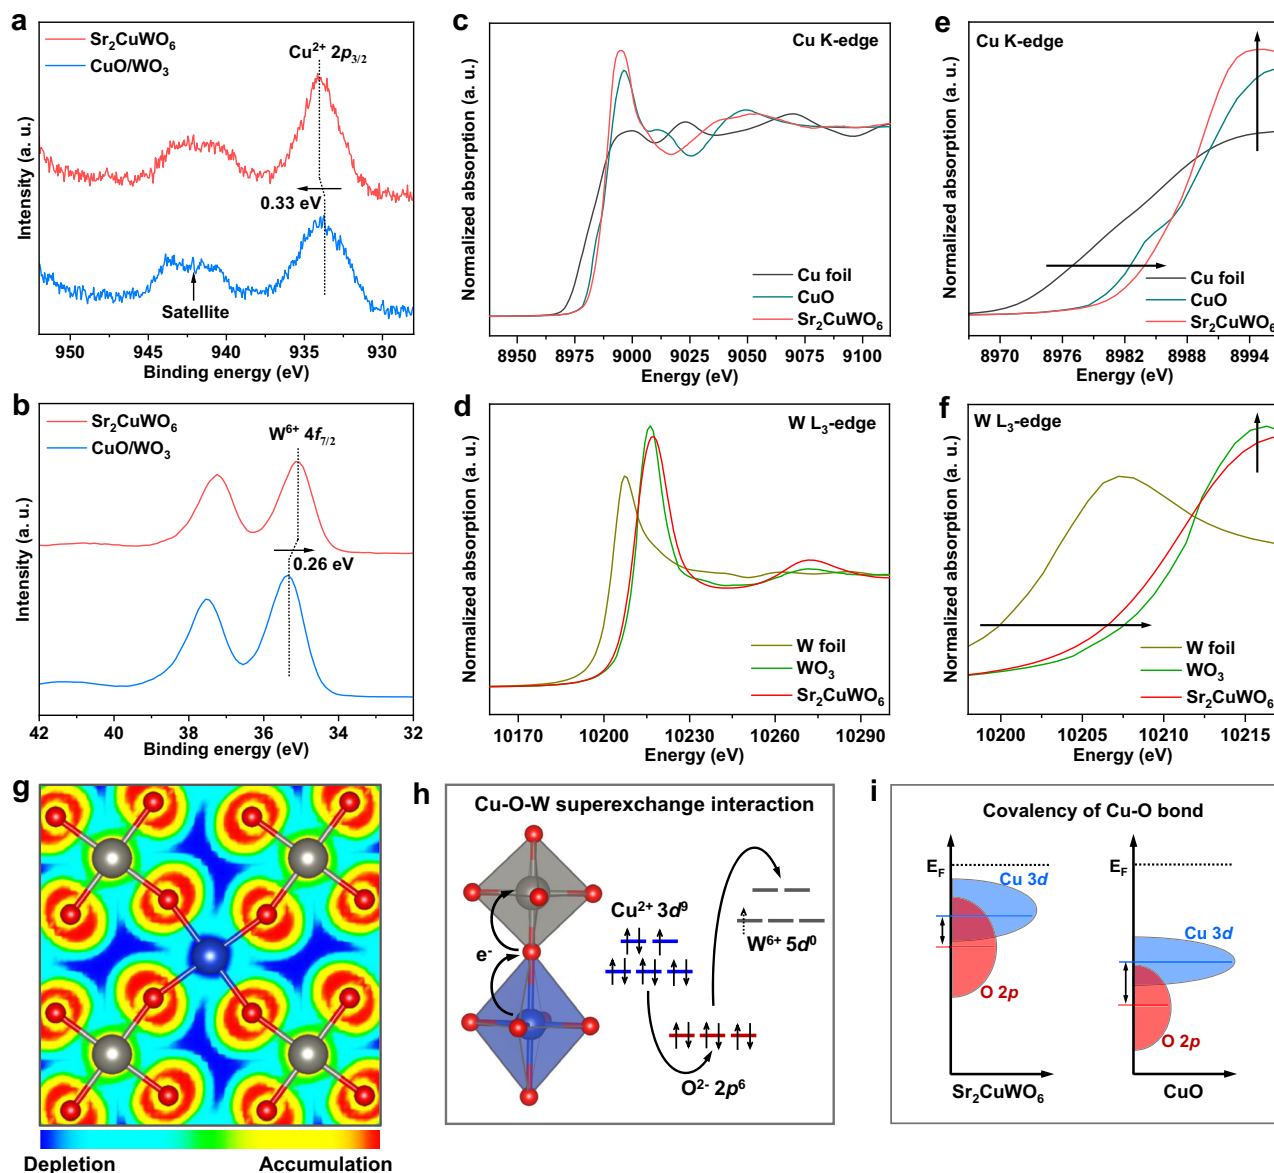 a
Sr₂CuWO₆
CuO/WO₃
Cu²⁺ 2p₃/₂
0.33 eV
Satellite
Intensity (a. u.)
950 945 940 935 930
Binding energy (eV)
b
Sr₂CuWO₆
CuO/WO₃
W⁶⁺ 4f₇/₂
0.26 eV
Intensity (a. u.)
42 40 38 36 34 32
Binding energy (eV)
c
Cu K-edge
Cu foil
CuO
Sr₂CuWO₆
Normalized absorption (a. u.)
8950 8975 9000 9025 9050 9075 9100
Energy (eV)
d
W L₃-edge
W foil
WO₃
Sr₂CuWO₆
Normalized absorption (a. u.)
10170 10200 10230 10260 10290
Energy (eV)
e
Cu K-edge
Cu foil
CuO
Sr₂CuWO₆
Normalized absorption (a. u.)
8970 8976 8982 8988 8994
Energy (eV)
f
W L₃-edge
W foil
WO₃
Sr₂CuWO₆
Normalized absorption (a. u.)
10200 10205 10210 10215
Energy (eV)
g
Depletion Accumulation
h
Cu-O-W superexchange interaction
e⁻
Cu²⁺ 3d⁹
W⁶⁺ 5d⁰
O²⁻ 2p⁶
i
Covalency of Cu-O bond
E_F
Cu 3d
O 2p
Sr₂CuWO₆
E_F
Cu 3d
O 2p
CuO